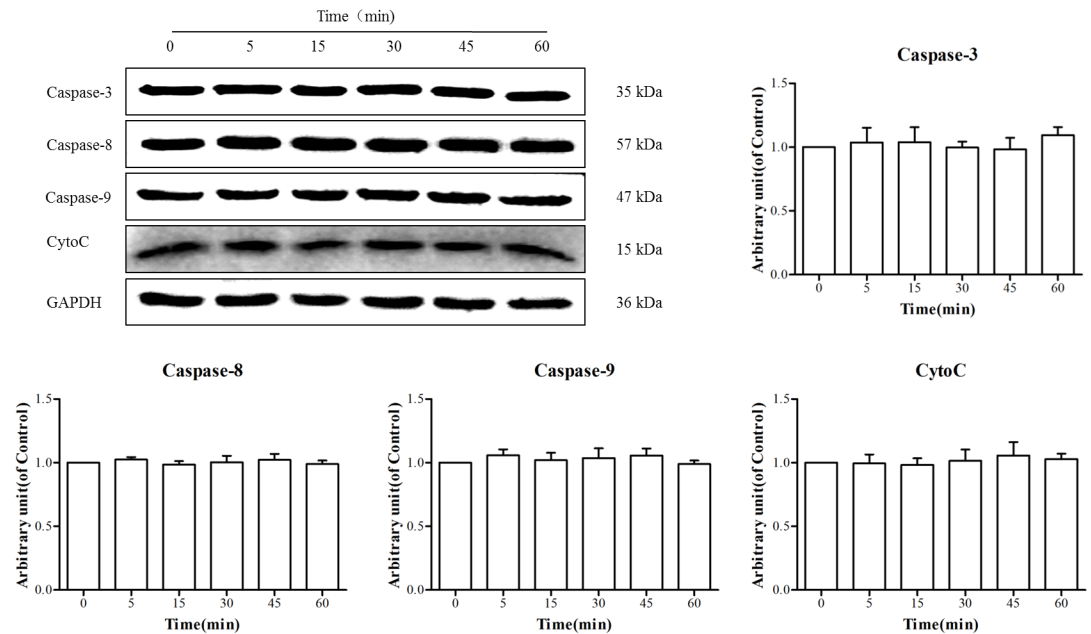 Time（min)
0 5 15 30 45 60
Caspase-3 35 kDa
Caspase-8 57 kDa
Caspase-9 47 kDa
CytoC 15 kDa
GAPDH 36 kDa
Caspase-3
Arbitrary unit(of Control)
1.5
1.0
0.5
0.0
0 5 15 30 45 60
Time(min)
Caspase-8
Arbitrary unit(of Control)
1.5
1.0
0.5
0.0
0 5 15 30 45 60
Time(min)
Caspase-9
Arbitrary unit(of Control)
1.5
1.0
0.5
0.0
0 5 15 30 45 60
Time(min)
CytoC
Arbitrary unit(of Control)
1.5
1.0
0.5
0.0
0 5 15 30 45 60
Time(min)